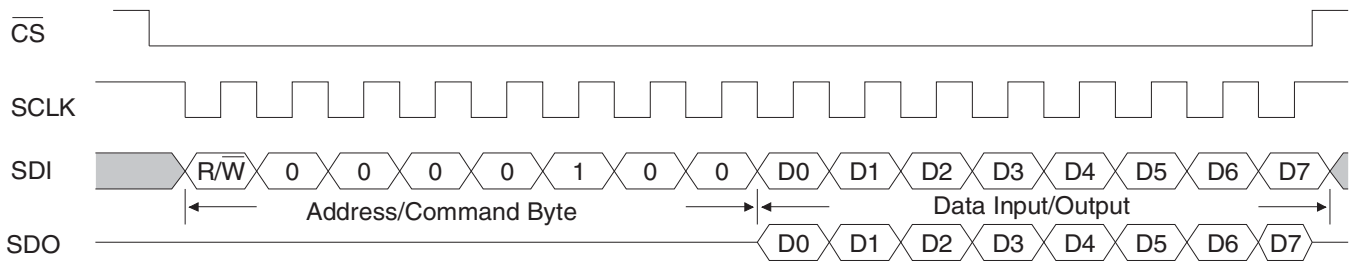 C̅S̅
SCLK
SDI R/W̅ 0 0 0 0 1 0 0 D0 D1 D2 D3 D4 D5 D6 D7
Address/Command Byte Data Input/Output
SDO D0 D1 D2 D3 D4 D5 D6 D7